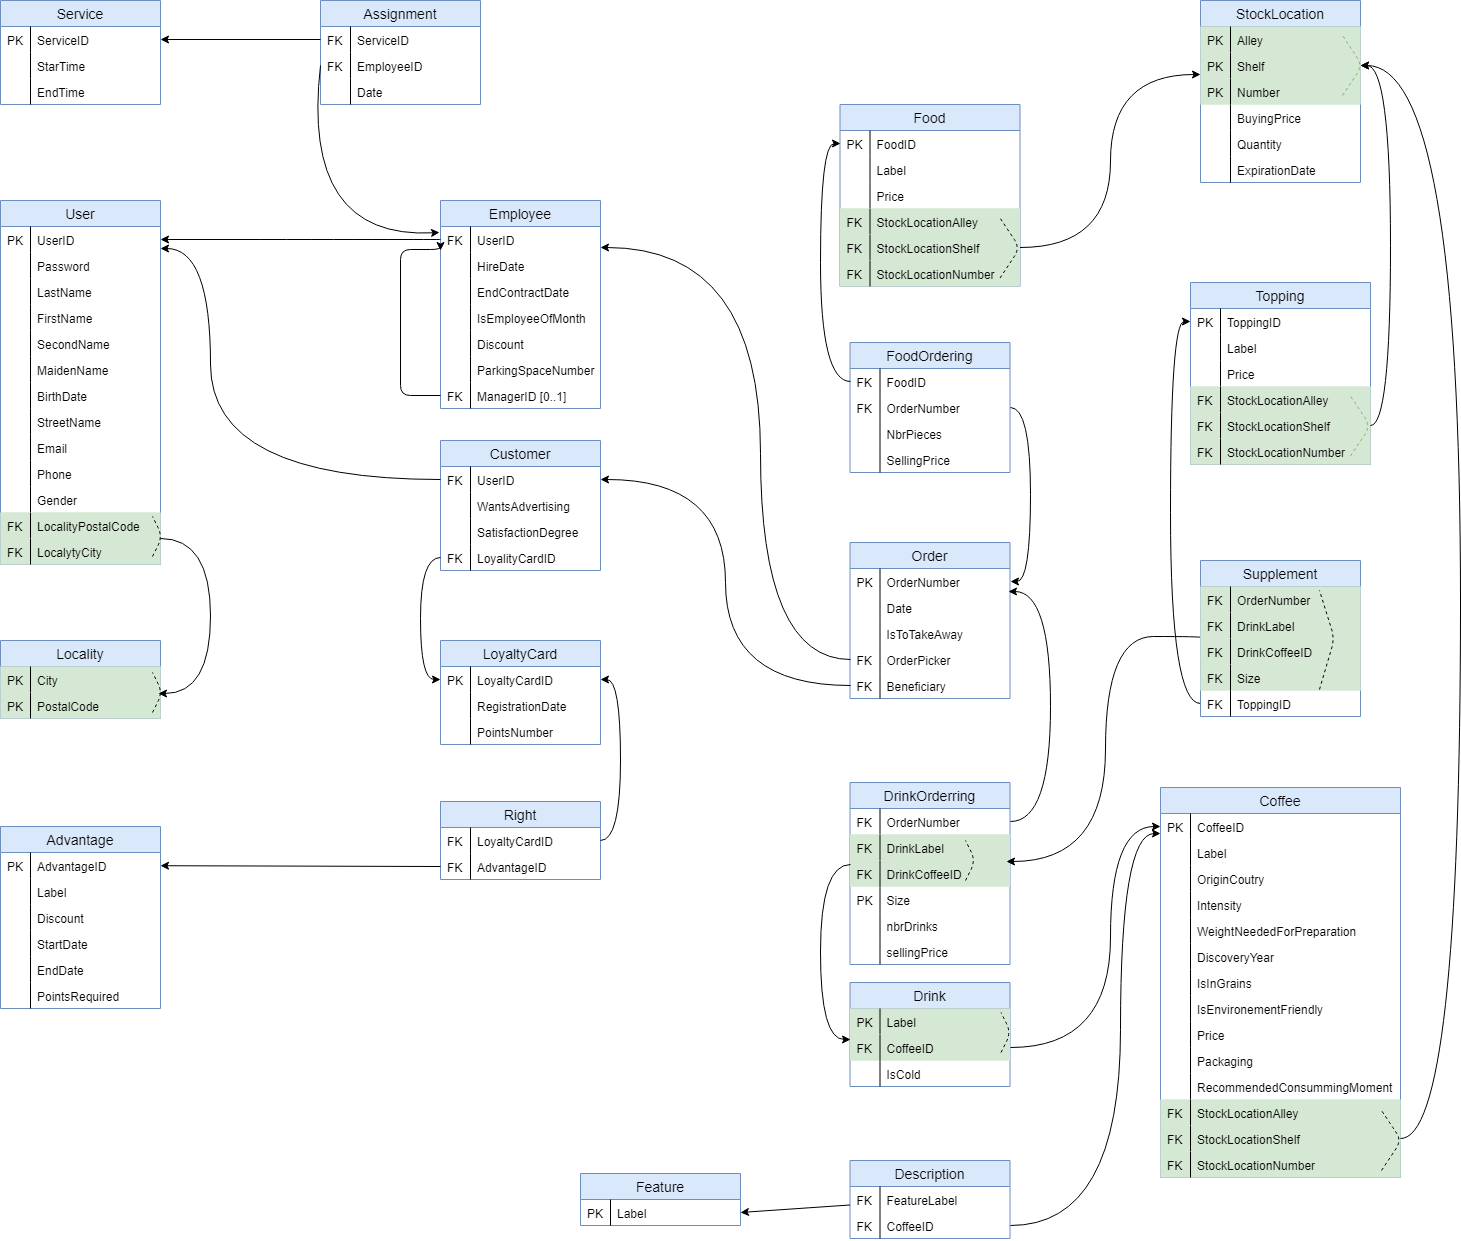 Service
PK ServiceID
StarTime
EndTime
Assignment
FK ServiceID
FK EmployeeID
Date
StockLocation
PK Alley
PK Shelf
PK Number
BuyingPrice
Quantity
ExpirationDate
Food
PK FoodID
Label
Price
FK StockLocationAlley
FK StockLocationShelf
FK StockLocationNumber
User
PK UserID
Password
LastName
FirstName
SecondName
MaidenName
BirthDate
StreetName
Email
Phone
Gender
FK LocalityPostalCode
FK LocalytyCity
Employee
FK UserID
HireDate
EndContractDate
IsEmployeeOfMonth
Discount
ParkingSpaceNumber
FK ManagerID [0..1]
Topping
PK ToppingID
Label
Price
FK StockLocationAlley
FK StockLocationShelf
FK StockLocationNumber
FoodOrdering
FK FoodID
FK OrderNumber
NbrPieces
SellingPrice
Customer
FK UserID
WantsAdvertising
SatisfactionDegree
FK LoyalityCardID
Order
PK OrderNumber
Date
IsToTakeAway
FK OrderPicker
FK Beneficiary
Supplement
FK OrderNumber
FK DrinkLabel
FK DrinkCoffeeID
FK Size
FK ToppingID
Locality
PK City
PK PostalCode
LoyaltyCard
PK LoyaltyCardID
RegistrationDate
PointsNumber
DrinkOrderring
FK OrderNumber
FK DrinkLabel
FK DrinkCoffeeID
PK Size
nbrDrinks
sellingPrice
Coffee
PK CoffeeID
Label
OriginCoutry
Intensity
WeightNeededForPreparation
DiscoveryYear
IsInGrains
IsEnvironementFriendly
Price
Packaging
RecommendedConsummingMoment
FK StockLocationAlley
FK StockLocationShelf
FK StockLocationNumber
Right
FK LoyaltyCardID
FK AdvantageID
Advantage
PK AdvantageID
Label
Discount
StartDate
EndDate
PointsRequired
Drink
PK Label
FK CoffeeID
IsCold
Description
FK FeatureLabel
FK CoffeeID
Feature
PK Label